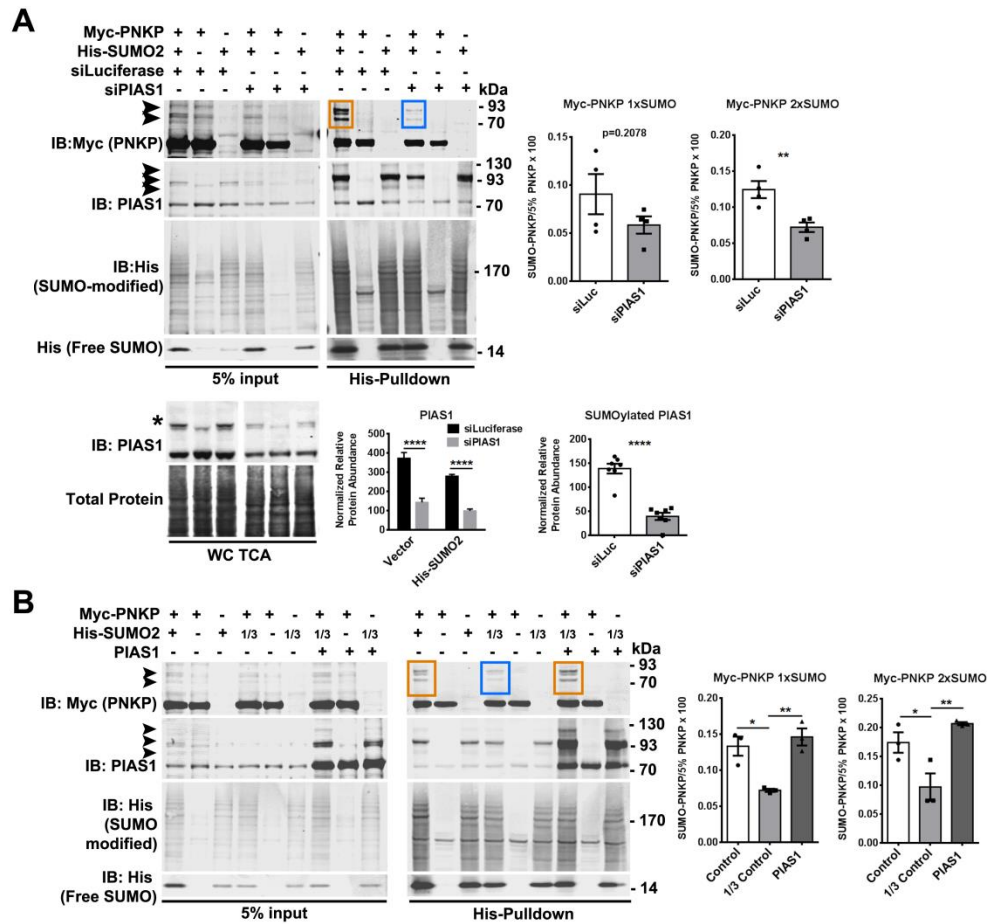 A
Myc-PNKP + + - + + - + + - + + -
His-SUMO2 + - + + - + + - + + - +
siLuciferase + + + - - - + + + - - -
siPIAS1 - - - + + + - - - + + + kDa
- 93
- 70
IB:Myc (PNKP)
- 130
- 93
IB: PIAS1 - 70
IB:His
(SUMO-modified)
- 170
His (Free SUMO) - 14
5% input His-Pulldown
Myc-PNKP 1xSUMO
p=0.2078
SUMO-PNKP/5% PNKP x 100
0.15
0.10
0.05
0.00
siLuc siPIAS1
Myc-PNKP 2xSUMO
**
SUMO-PNKP/5% PNKP x 100
0.20
0.15
0.10
0.05
0.00
siLuc siPIAS1
*
IB: PIAS1
Total Protein
WC TCA
PIAS1
siLuciferase
siPIAS1
Normalized Relative
Protein Abundance
500
400
300
200
100
0
**** ****
Vector His-SUMO2
SUMOylated PIAS1
****
Normalized Relative
Protein Abundance
200
150
100
50
0
siLuc siPIAS1
B
Myc-PNKP + + - + + - + + - + + - + + - + + -
His-SUMO2 + - + 1/3 - 1/3 1/3 - 1/3 + - + 1/3 - 1/3 1/3 - 1/3
PIAS1 - - - - - - + + + - - - - - - + + + kDa
- 93
- 70
IB: Myc (PNKP)
- 130
- 93
IB: PIAS1 - 70
IB: His
(SUMO
modified)
- 170
IB: His
(Free SUMO)
- 14
5% input His-Pulldown
Myc-PNKP 1xSUMO
* **
SUMO-PNKP/5% PNKP x 100
0.20
0.15
0.10
0.05
0.00
Control 1/3 Control PIAS1
Myc-PNKP 2xSUMO
* **
0.25
0.20
0.15
0.10
0.05
0.00
Control 1/3 Control PIAS1